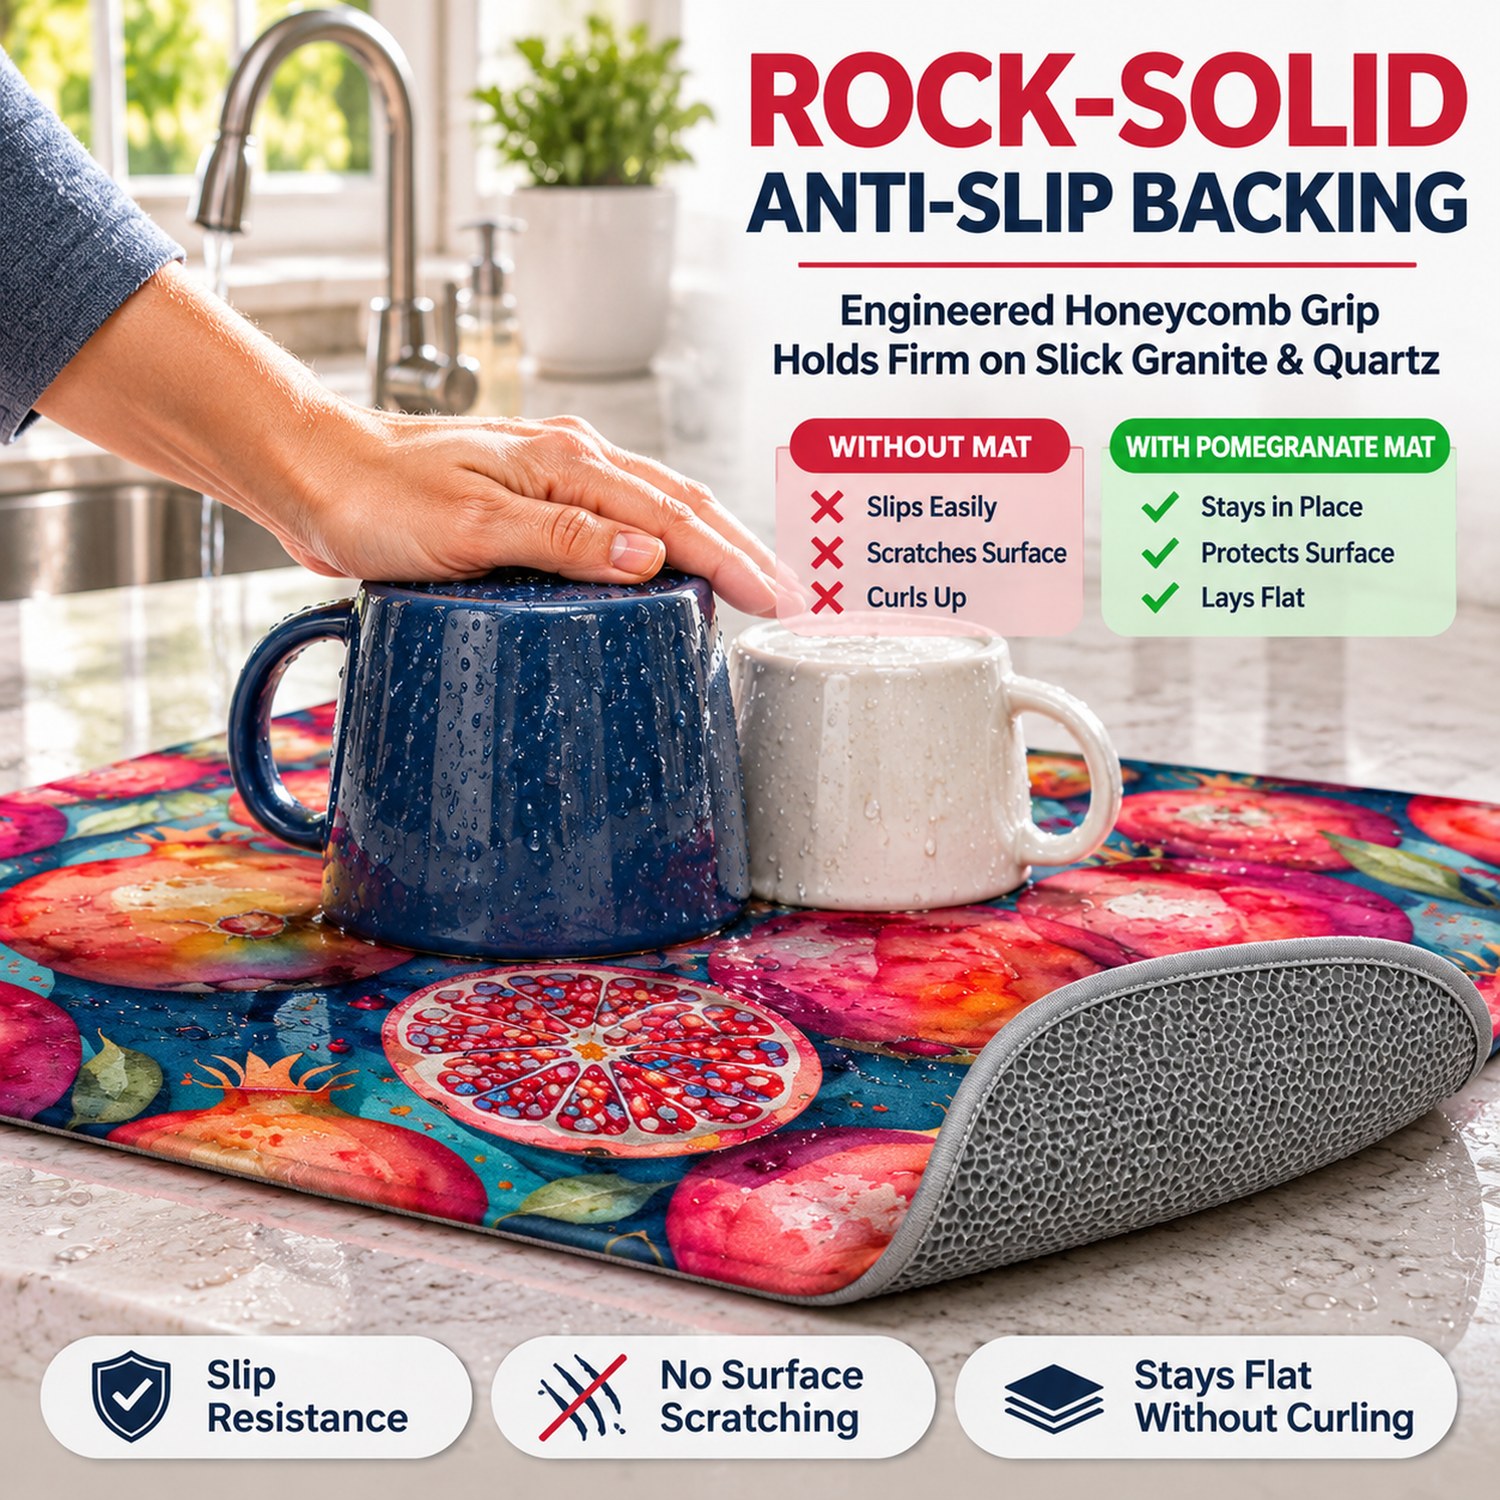 ROCK-SOLID
ANTI-SLIP BACKING
Engineered Honeycomb Grip
Holds Firm on Slick Granite & Quartz
WITHOUT MAT
Slips Easily
Scratches Surface
Curls Up
WITH POMEGRANATE MAT
Stays in Place
Protects Surface
Lays Flat
Slip
Resistance
No Surface
Scratching
Stays Flat
Without Curling